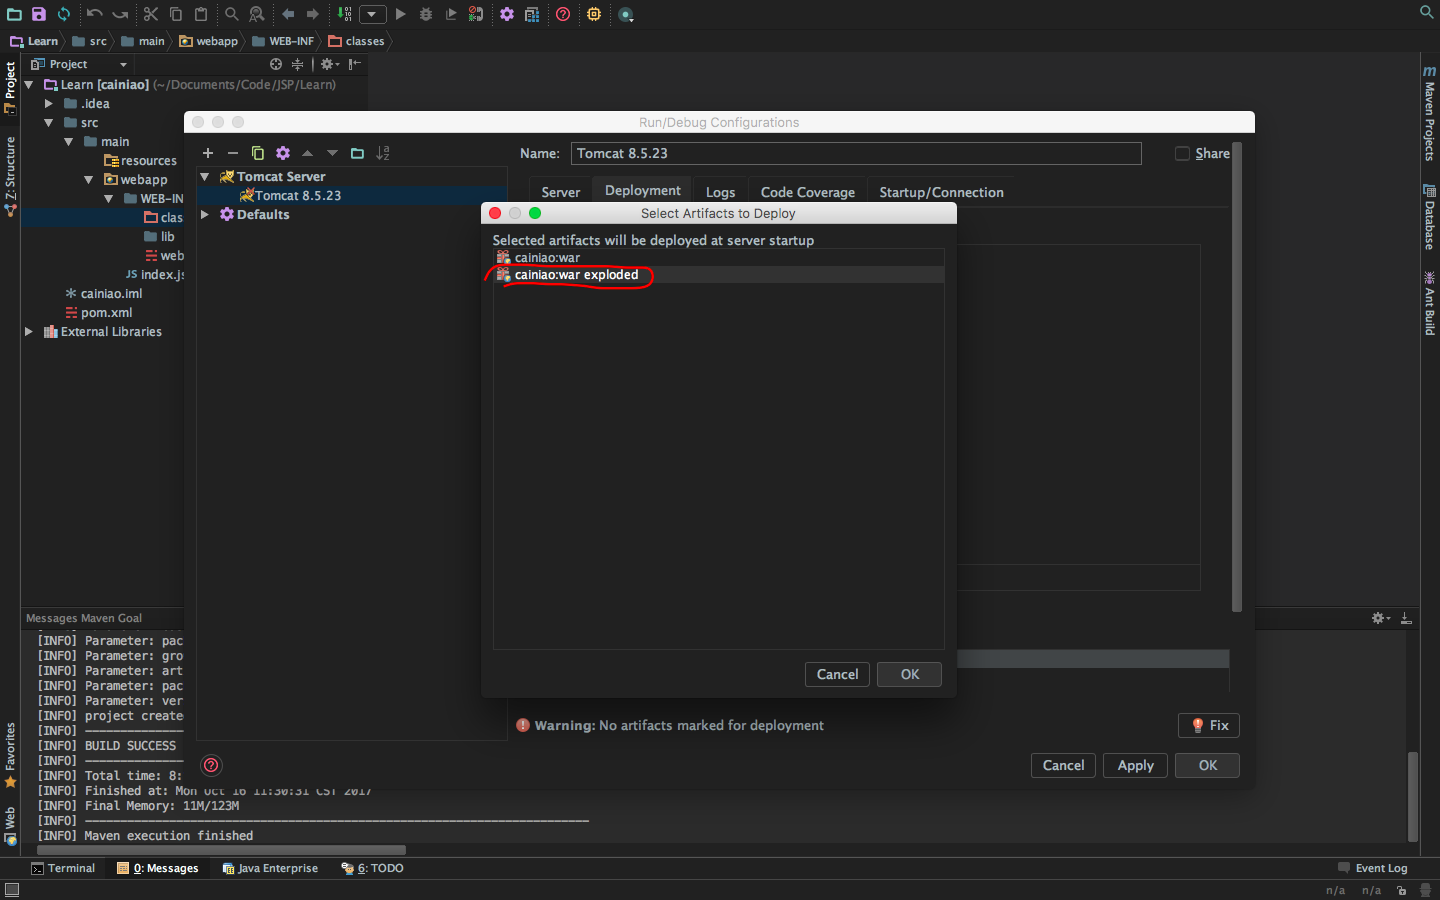 Learn src main webapp WEB-INF classes
Project
Learn [cainiao] (~/Documents/Code/JSP/Learn)
.idea
src
main
resources
webapp
WEB-IN
clas
lib
web
JS index.js
cainiao.iml
pom.xml
External Libraries
Project
Z: Structure
Favorites
Web
Run/Debug Configurations
Tomcat Server
Tomcat 8.5.23
Defaults
Name: Tomcat 8.5.23 Share
Server Deployment Logs Code Coverage Startup/Connection
Select Artifacts to Deploy
Selected artifacts will be deployed at server startup
cainiao:war
cainiao:war exploded
Cancel OK
Warning: No artifacts marked for deployment
Fix
Cancel Apply OK
m Maven Projects
Database
Ant Build
Messages Maven Goal
[INFO] Parameter: pac
[INFO] Parameter: gro
[INFO] Parameter: art
[INFO] Parameter: pac
[INFO] Parameter: ver
[INFO] project create
[INFO]
[INFO] BUILD SUCCESS
[INFO]
[INFO] Total time: 8:
[INFO] Finished at: Mon Oct 16 11:30:31 CST 2017
[INFO] Final Memory: 11M/123M
[INFO]
[INFO] Maven execution finished
Terminal 0: Messages Java Enterprise 6: TODO Event Log
n/a n/a